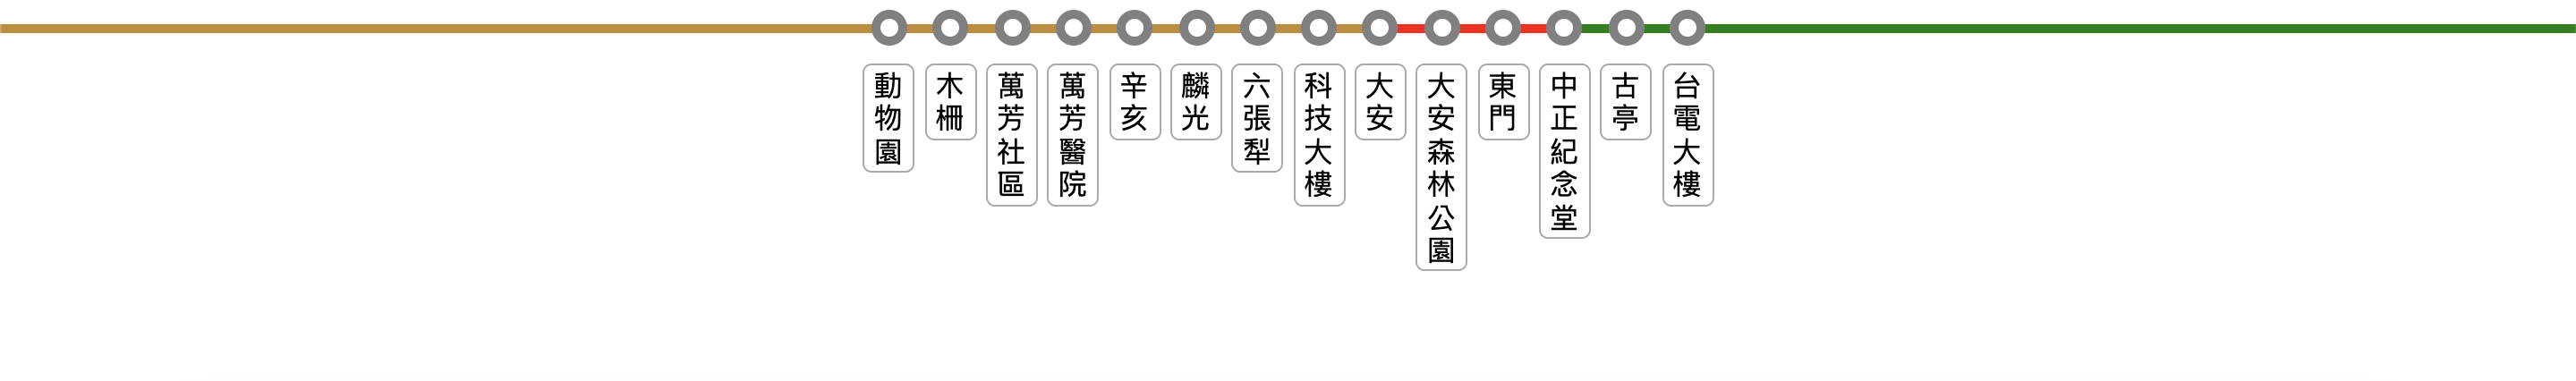 動物園
木柵
萬芳社區
萬芳醫院
辛亥
麟光
六張犁
科技大樓
大安
大安森林公園
東門
中正紀念堂
古亭
台電大樓